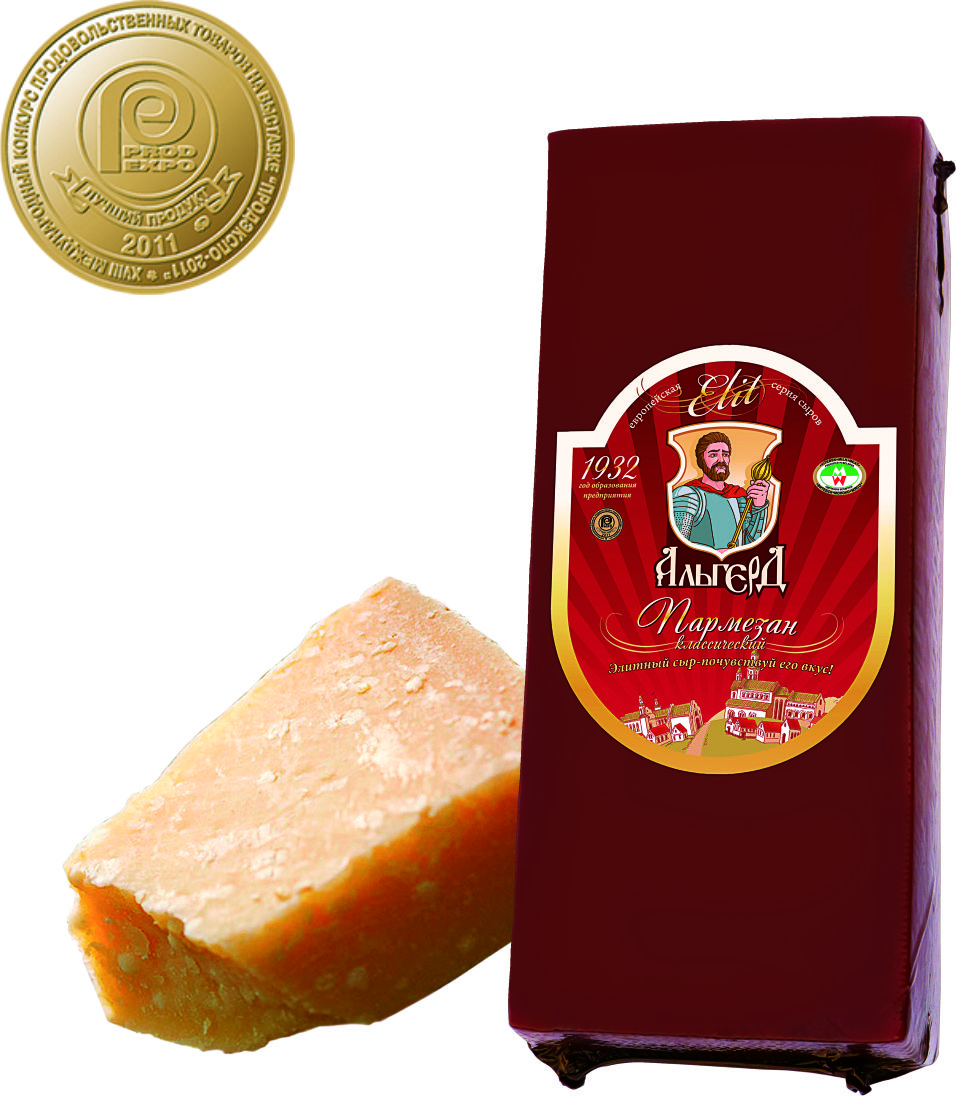 XVIII МЕЖДУНАРОДНЫЙ КОНКУРС ПРОДОВОЛЬСТВЕННЫХ ТОВАРОВ НА ВЫСТАВКЕ "ПРОДЭКСПО-2011"
PROD
EXPO
ЛУЧШИЙ ПРОДУКТ
2011
европейская Elit серия сыров
1932
год образования
предприятия
АльгерД
Пармезан
классический
Элитный сыр-почувствуй его вкус!